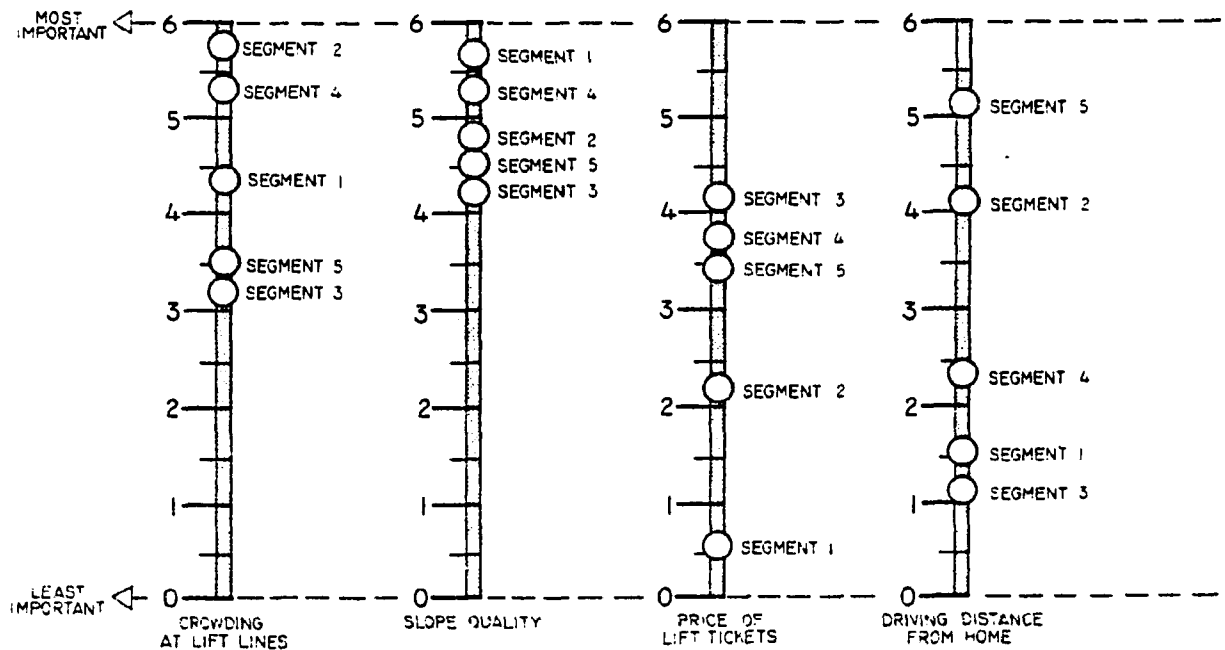 MOST
IMPORTANT
6
5
4
3
2
1
0
SEGMENT 2
SEGMENT 4
SEGMENT 1
SEGMENT 5
SEGMENT 3
CROWDING
AT LIFT LINES
6
5
4
3
2
1
0
SEGMENT 1
SEGMENT 4
SEGMENT 2
SEGMENT 5
SEGMENT 3
SLOPE QUALITY
6
5
4
3
2
1
0
SEGMENT 3
SEGMENT 4
SEGMENT 5
SEGMENT 2
SEGMENT 1
PRICE OF
LIFT TICKETS
6
5
4
3
2
1
0
SEGMENT 5
SEGMENT 2
SEGMENT 4
SEGMENT 1
SEGMENT 3
DRIVING DISTANCE
FROM HOME
LEAST
IMPORTANT